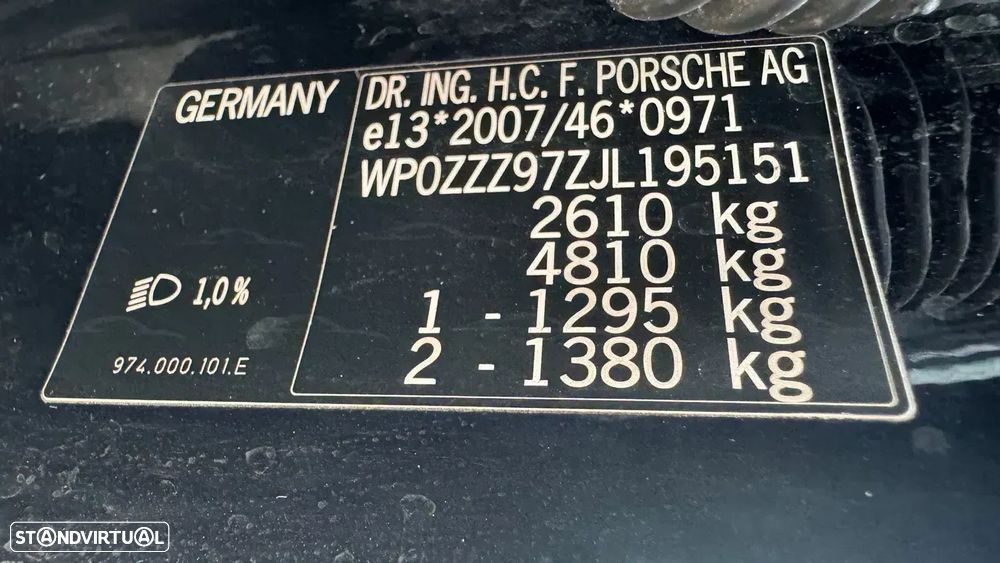 GERMANY
DR. ING. H.C. F. PORSCHE AG
e13*2007/46*0971
WP0ZZZ97ZJL195151
2610 kg
4810 kg
1 - 1295 kg
2 - 1380 kg
1,0%
974.000.101.E
STANDVIRTUAL